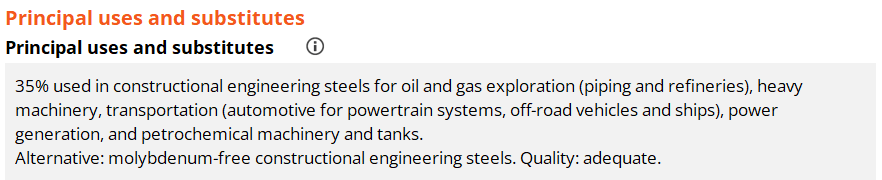 Principal uses and substitutes
Principal uses and substitutes
35% used in constructional engineering steels for oil and gas exploration (piping and refineries), heavy
machinery, transportation (automotive for powertrain systems, off-road vehicles and ships), power
generation, and petrochemical machinery and tanks.
Alternative: molybdenum-free constructional engineering steels. Quality: adequate.